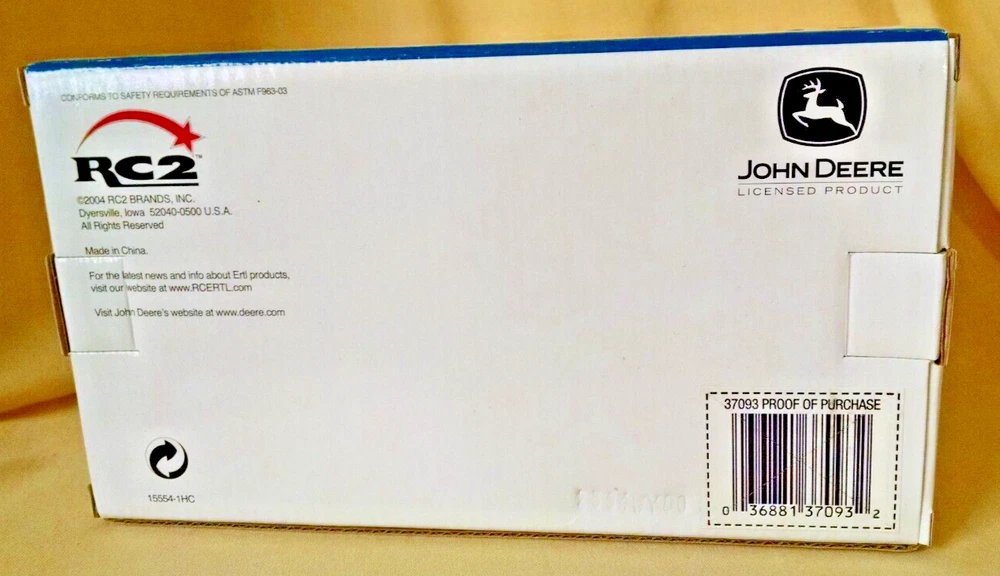 CONFORMS TO SAFETY REQUIREMENTS OF ASTM F963-03
RC2™
©2004 RC2 BRANDS, INC.
Dyersville, Iowa 52040-0500 U.S.A.
All Rights Reserved
Made in China.
For the latest news and info about Ertl products,
visit our website at www.RCERTL.com
Visit John Deere's website at www.deere.com
15554-1HC
JOHN DEERE
LICENSED PRODUCT
37093 PROOF OF PURCHASE
0 36881 37093 2